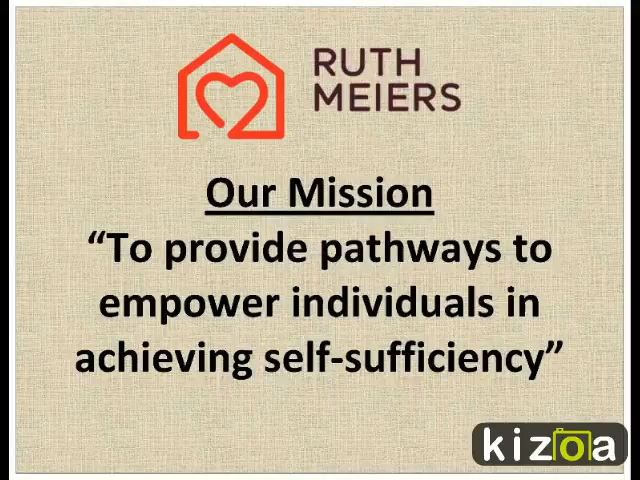 RUTH
MEIERS
Our Mission
“To provide pathways to
empower individuals in
achieving self-sufficiency”
kizoa